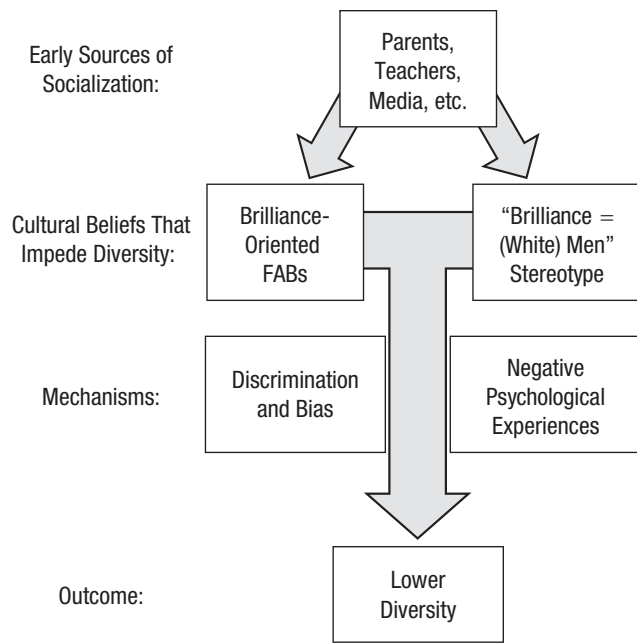 Early Sources of
Socialization:
Parents,
Teachers,
Media, etc.
Cultural Beliefs That
Impede Diversity:
Brilliance-
Oriented
FABs
“Brilliance =
(White) Men”
Stereotype
Mechanisms:
Discrimination
and Bias
Negative
Psychological
Experiences
Outcome:
Lower
Diversity